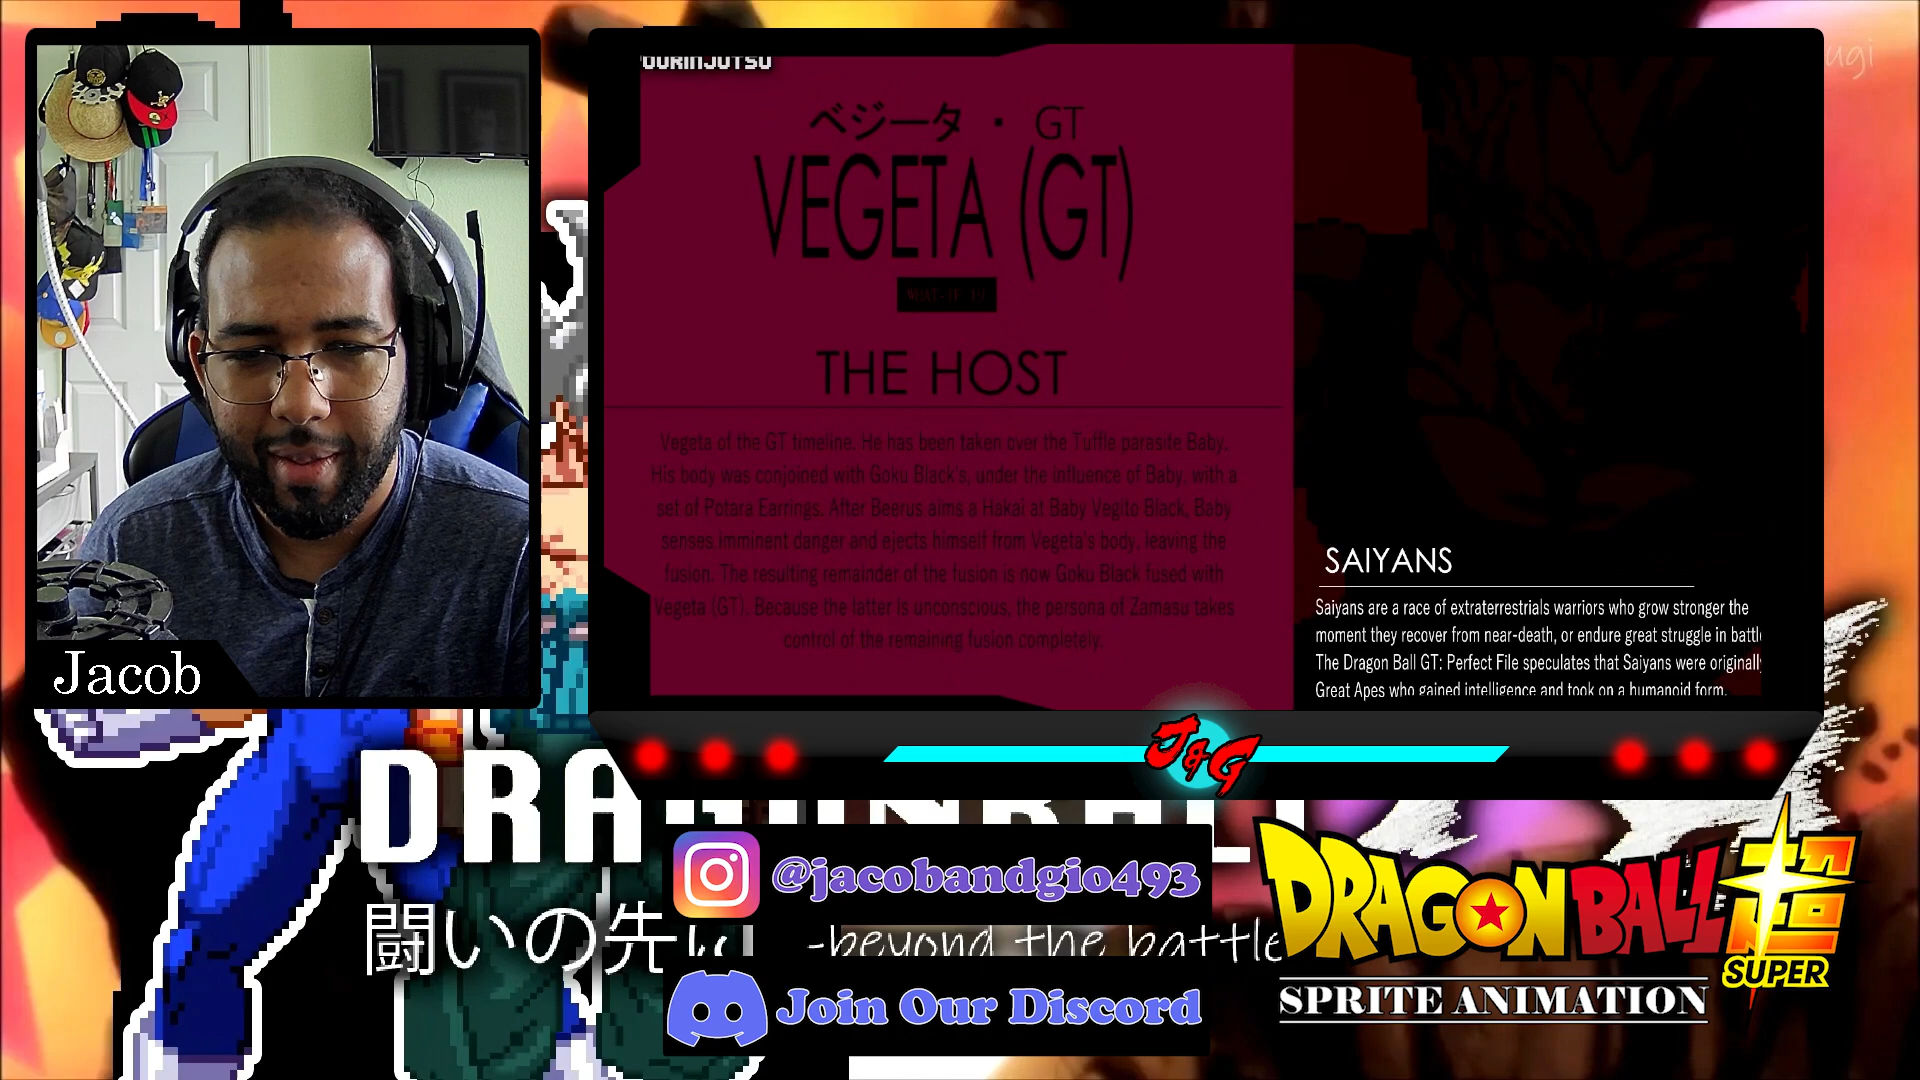 ugi
ベジータ・GT
VEGETA (GT)
THE HOST
Vegeta of the GT timeline. He has been taken over the Tuffle parasite Baby.
His body was conjoined with Goku Black's, under the influence of Baby, with a
set of Potara Earrings. After Beerus aims a Hakai at Baby Vegito Black, Baby
senses imminent danger and ejects himself from Vegeta's body, leaving the
fusion. The resulting remainder of the fusion is now Goku Black fused with
Vegeta (GT). Because the latter is unconscious, the persona of Zamasu takes
control of the remaining fusion completely.
SAIYANS
Saiyans are a race of extraterrestrials warriors who grow stronger the
moment they recover from near-death, or endure great struggle in battl
The Dragon Ball GT: Perfect File speculates that Saiyans were originall
Great Apes who gained intelligence and took on a humanoid form.
Jacob
J&G
@jacobandgio493
闘いの先に -beyond the battle
Join Our Discord
DRAGON BALL 超
SUPER
SPRITE ANIMATION